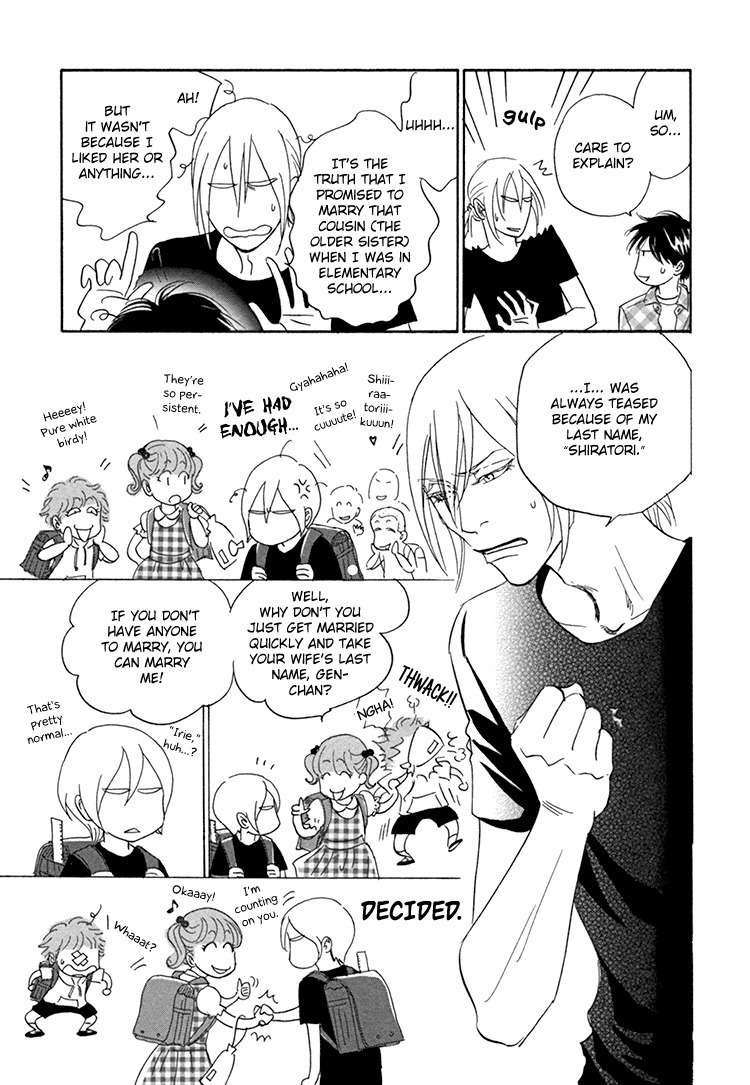 UM,
SO...
CARE TO
EXPLAIN?
gulp
UHHH...
IT'S THE
TRUTH THAT I
PROMISED TO
MARRY THAT
COUSIN (THE
OLDER SISTER)
WHEN I WAS IN
ELEMENTARY
SCHOOL...
AH!
BUT
IT WASN'T
BECAUSE I
LIKED HER OR
ANYTHING...
...I... WAS
ALWAYS TEASED
BECAUSE OF MY
LAST NAME,
"SHIRATORI."
Shiii-
raa-
toriii-
kuuun!
Gyahahaha!
It's so
cuuute!
I'VE HAD
ENOUGH...
They're
so per-
sistent.
Heeeey!
Pure white
birdy!
WELL,
WHY DON'T YOU
JUST GET MARRIED
QUICKLY AND TAKE
YOUR WIFE'S LAST
NAME, GEN-
CHAN?
THWACK!!
NGHA!
IF YOU DON'T
HAVE ANYONE
TO MARRY, YOU
CAN MARRY
ME!
"Irie,"
huh...?
That's
pretty
normal...
DECIDED.
I'm
counting
on you.
Okaaay!
Whaaat?